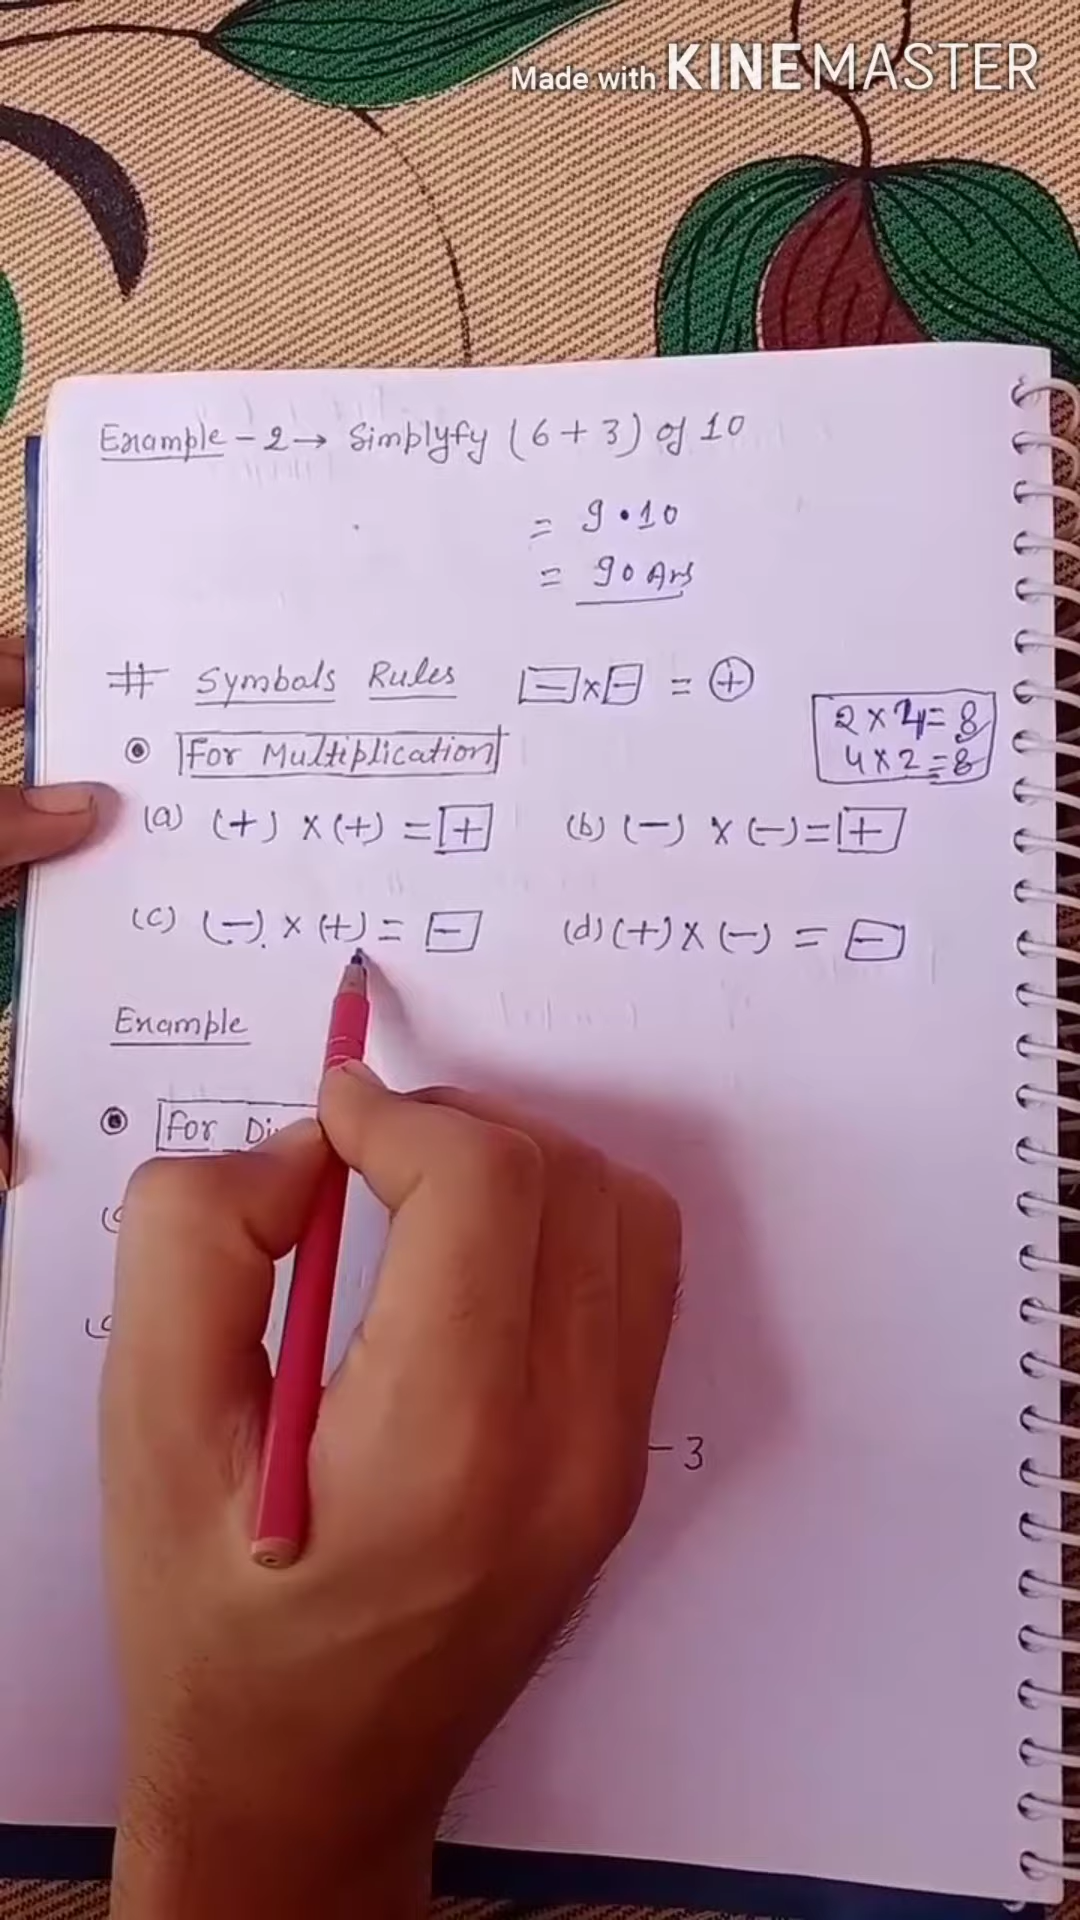 Made with KINEMASTER
Example - 2 → Simplyfy (6 + 3) of 10
= 9 • 10
= 90 Ans
# Symbols Rules [-] × [-] = ⊕
2 × 4 = 8
4 × 2 = 8
For Multiplication
(a) (+) × (+) = [+] (b) (-) × (-) = [+]
(c) (-) × (+) = [-] (d) (+) × (-) = [-]
Example
For
- 3